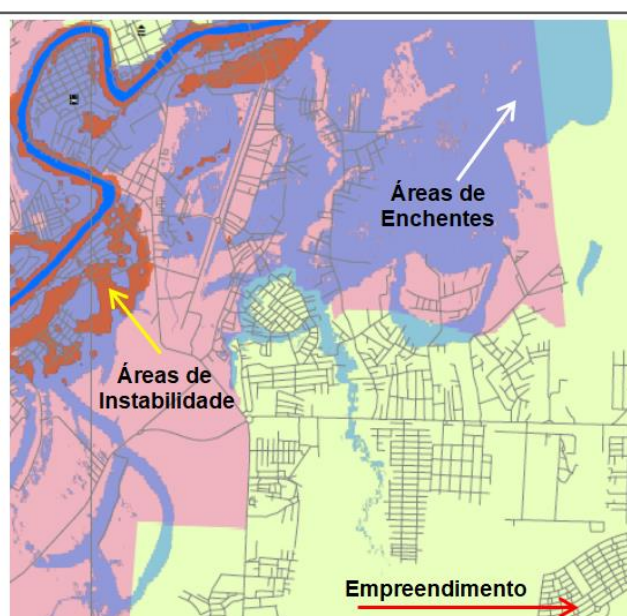 Áreas de
Enchentes
Áreas de
Instabilidade
Empreendimento